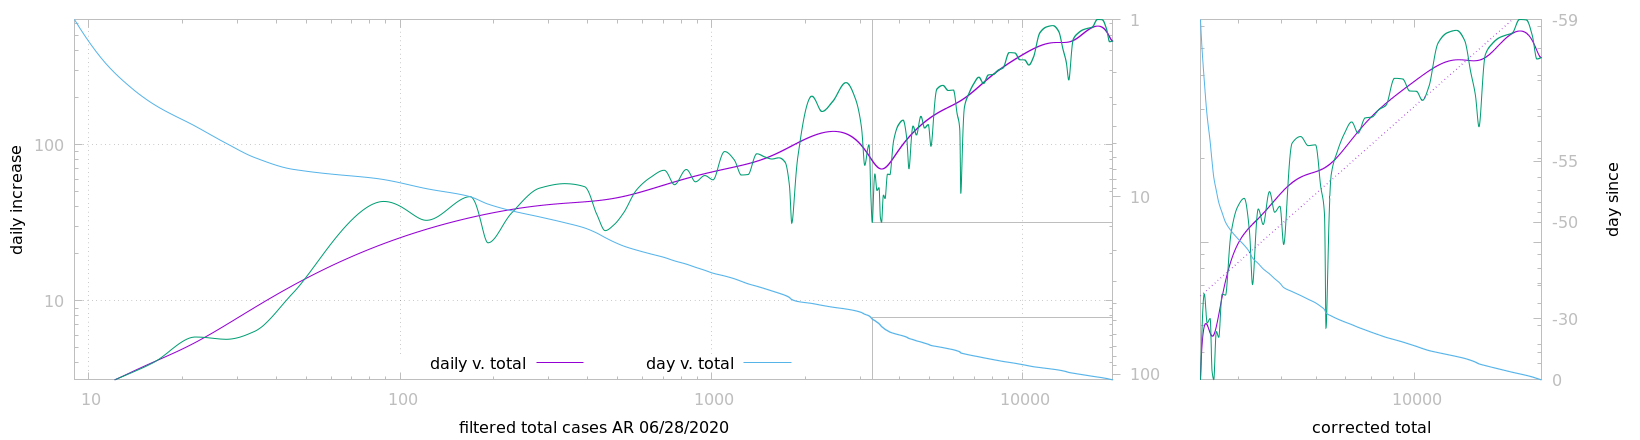 daily increase
100
10
daily v. total
day v. total
10
100
1000
10000
filtered total cases AR 06/28/2020
1
10
100
-59
-55
-50
-30
0
day since
10000
corrected total